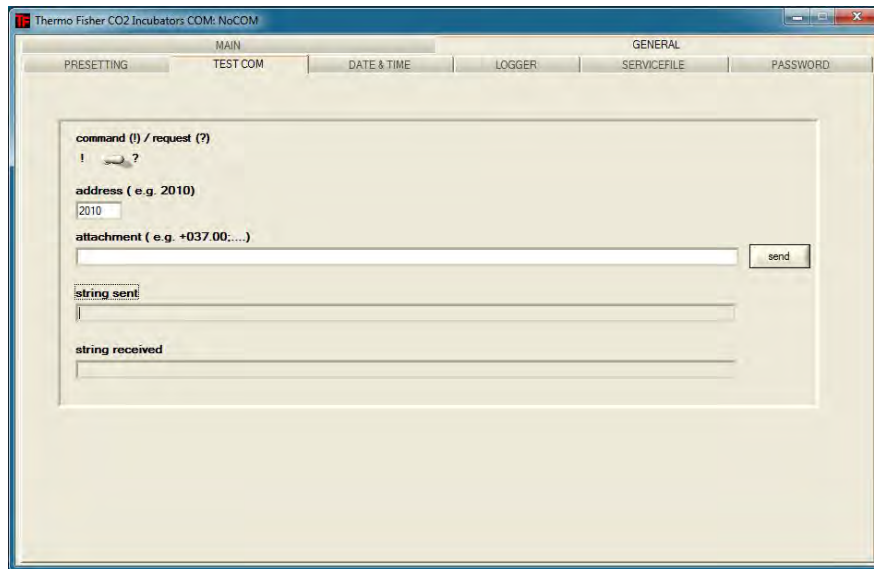 TF Thermo Fisher CO2 Incubators COM: NoCOM
MAIN GENERAL
PRESETTING TEST COM DATE & TIME LOGGER SERVICEFILE PASSWORD
command (!) / request (?)
! ?
address ( e.g. 2010)
2010
attachment ( e.g. +037.00;....)
send
string sent
string received